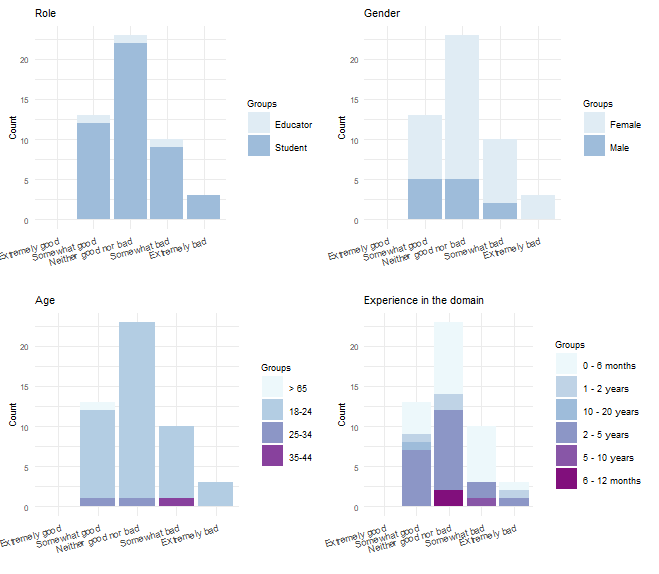 Role
Count
20
15
10
5
0
Extremely good
Somewhat good
Neither good nor bad
Somewhat bad
Extremely bad
Groups
Educator
Student
Gender
Count
20
15
10
5
0
Extremely good
Somewhat good
Neither good nor bad
Somewhat bad
Extremely bad
Groups
Female
Male
Age
Count
20
15
10
5
0
Extremely good
Somewhat good
Neither good nor bad
Somewhat bad
Extremely bad
Groups
> 65
18-24
25-34
35-44
Experience in the domain
Count
20
15
10
5
0
Extremely good
Somewhat good
Neither good nor bad
Somewhat bad
Extremely bad
Groups
0 - 6 months
1 - 2 years
10 - 20 years
2 - 5 years
5 - 10 years
6 - 12 months